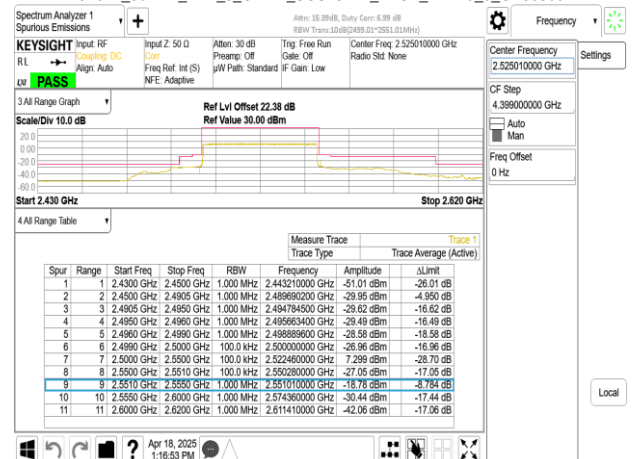 Spectrum Analyzer 1
Spurious Emissions
Attn: 15.89dB, Duty Corr: 6.99 dB
RBW Trans:10dB(2499.01~2551.01MHz)
Frequency
KEYSIGHT
RL
PASS
Input: RF
Coupling: DC
Align: Auto
Input Z: 50 Ω
Corr
Freq Ref: Int (S)
NFE: Adaptive
Atten: 30 dB
Preamp: Off
µW Path: Standard
Trig: Free Run
Gate: Off
IF Gain: Low
Center Freq: 2.525010000 GHz
Radio Std: None
Center Frequency
2.525010000 GHz
Settings
CF Step
4.399000000 GHz
Auto
Man
Freq Offset
0 Hz
3 All Range Graph
Ref Lvl Offset 22.38 dB
Scale/Div 10.0 dB
Ref Value 30.00 dBm
20.0
0.00
-20.0
-40.0
-60.0
Start 2.430 GHz
Stop 2.620 GHz
4 All Range Table
Measure Trace Trace 1
Trace Type Trace Average (Active)
Spur Range Start Freq Stop Freq RBW Frequency Amplitude ΔLimit
1 1 2.4300 GHz 2.4500 GHz 1.000 MHz 2.443210000 GHz -51.01 dBm -26.01 dB
2 2 2.4500 GHz 2.4905 GHz 1.000 MHz 2.489690200 GHz -29.95 dBm -4.950 dB
3 3 2.4905 GHz 2.4950 GHz 1.000 MHz 2.494784500 GHz -29.62 dBm -16.62 dB
4 4 2.4950 GHz 2.4960 GHz 1.000 MHz 2.495663400 GHz -29.49 dBm -16.49 dB
5 5 2.4960 GHz 2.4990 GHz 1.000 MHz 2.498889600 GHz -28.58 dBm -18.58 dB
6 6 2.4990 GHz 2.5000 GHz 100.0 kHz 2.500000000 GHz -26.96 dBm -16.96 dB
7 7 2.5000 GHz 2.5500 GHz 100.0 kHz 2.522460000 GHz 7.299 dBm -28.70 dB
8 8 2.5500 GHz 2.5510 GHz 100.0 kHz 2.550280000 GHz -27.05 dBm -17.05 dB
9 9 2.5510 GHz 2.5550 GHz 1.000 MHz 2.551010000 GHz -18.78 dBm -8.784 dB
10 10 2.5550 GHz 2.6000 GHz 1.000 MHz 2.574360000 GHz -30.44 dBm -17.44 dB
11 11 2.6000 GHz 2.6200 GHz 1.000 MHz 2.611410000 GHz -42.06 dBm -17.06 dB
Local
Apr 18, 2025
1:16:53 PM